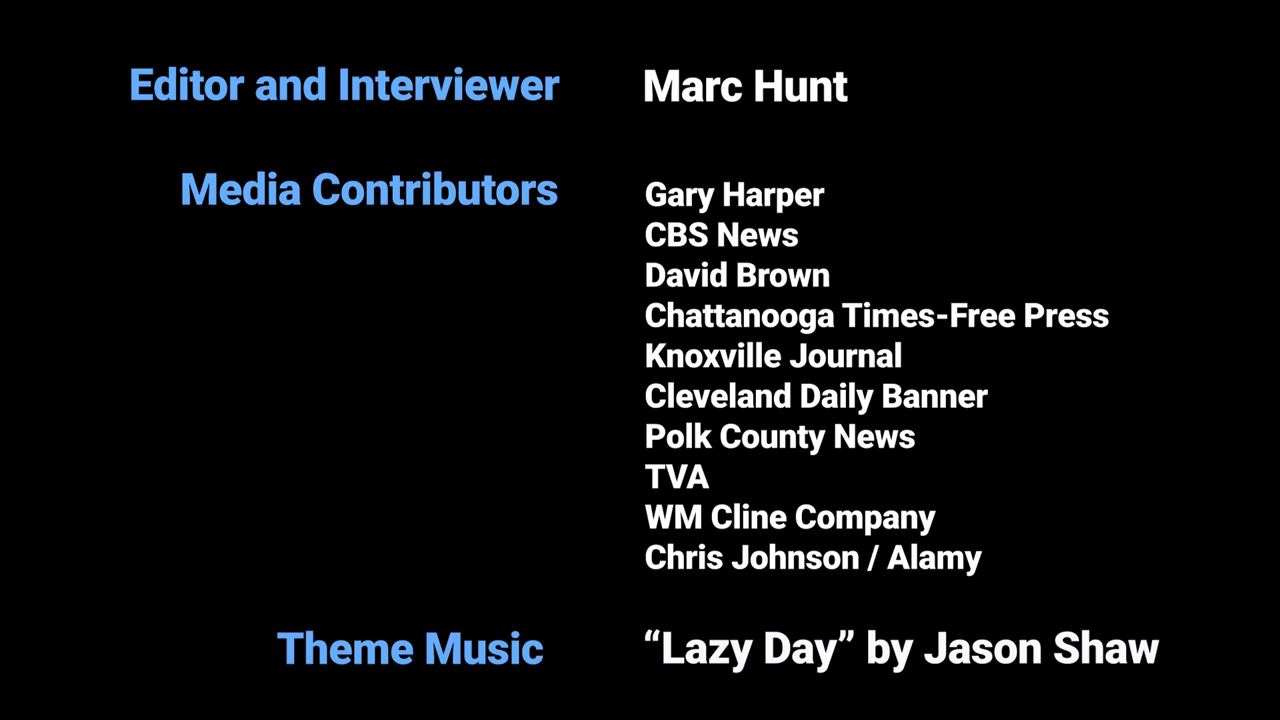 Editor and Interviewer Marc Hunt
Media Contributors Gary Harper
CBS News
David Brown
Chattanooga Times-Free Press
Knoxville Journal
Cleveland Daily Banner
Polk County News
TVA
WM Cline Company
Chris Johnson / Alamy
Theme Music “Lazy Day” by Jason Shaw